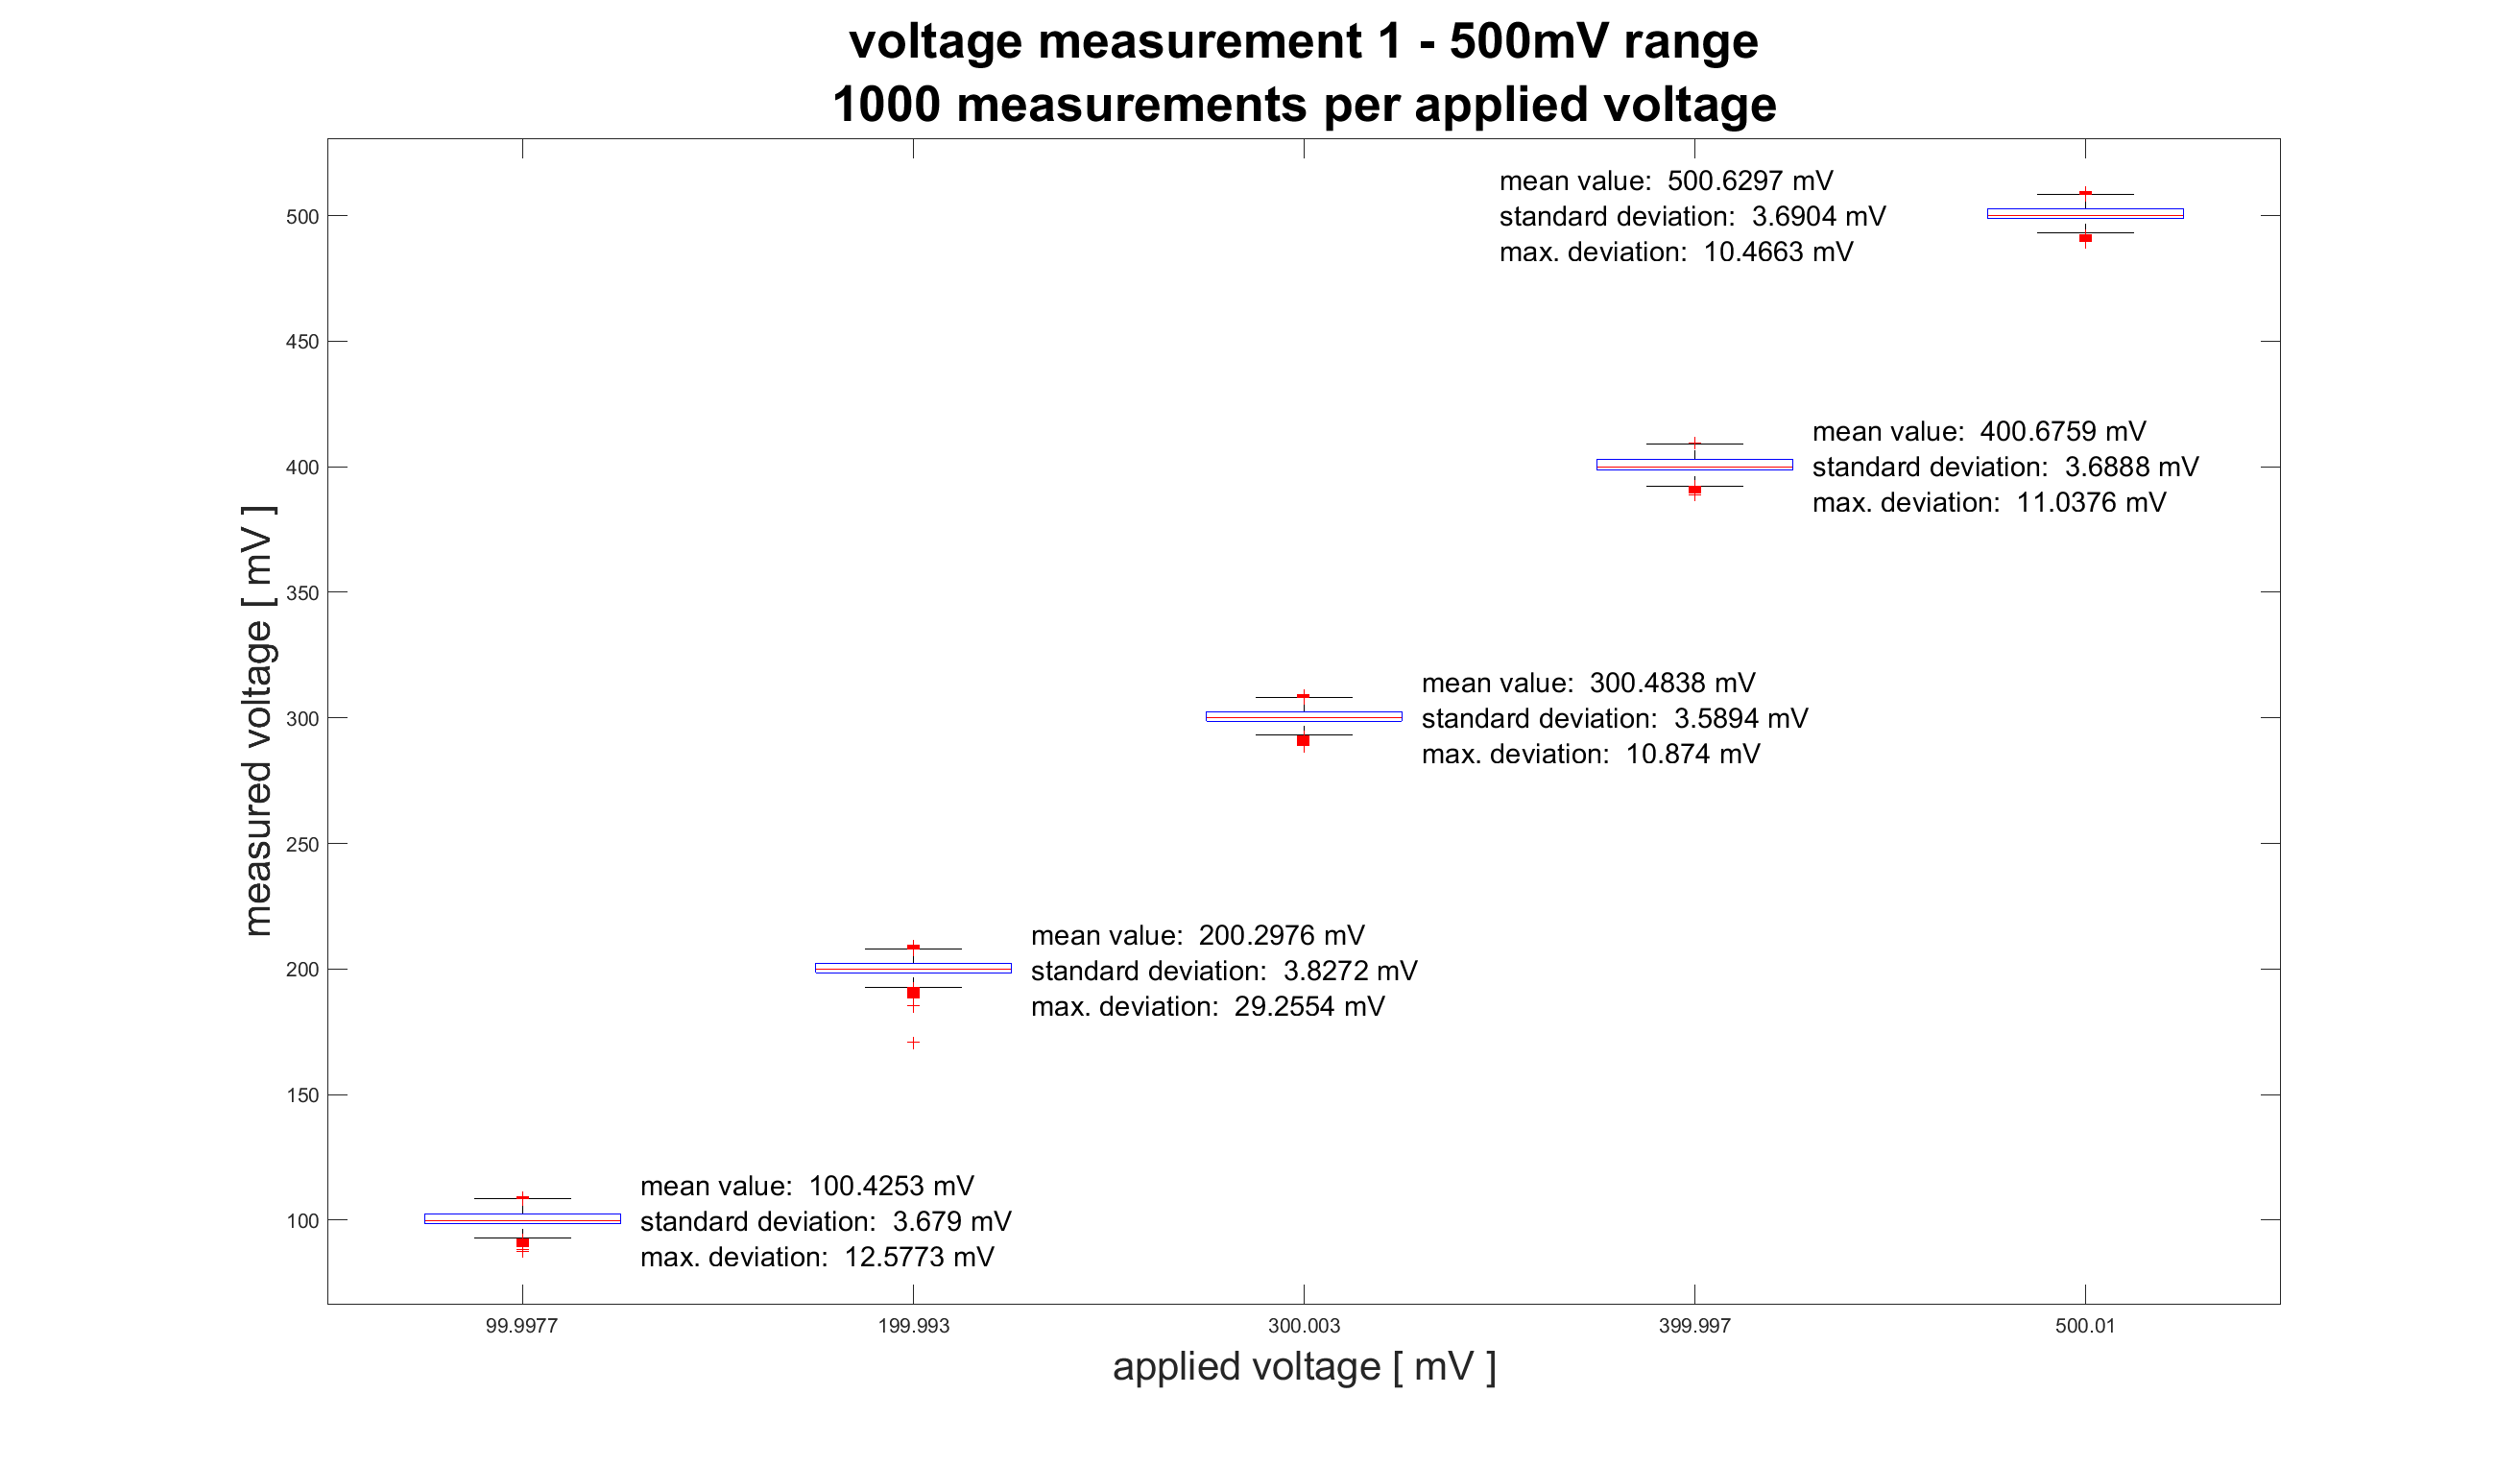 voltage measurement 1 - 500mV range
1000 measurements per applied voltage
mean value:  500.6297 mV
standard deviation:  3.6904 mV
max. deviation:  10.4663 mV
mean value:  400.6759 mV
standard deviation:  3.6888 mV
max. deviation:  11.0376 mV
mean value:  300.4838 mV
standard deviation:  3.5894 mV
max. deviation:  10.874 mV
mean value:  200.2976 mV
standard deviation:  3.8272 mV
max. deviation:  29.2554 mV
mean value:  100.4253 mV
standard deviation:  3.679 mV
max. deviation:  12.5773 mV
measured voltage [ mV ]
500
450
400
350
300
250
200
150
100
99.9977
199.993
300.003
399.997
500.01
applied voltage [ mV ]